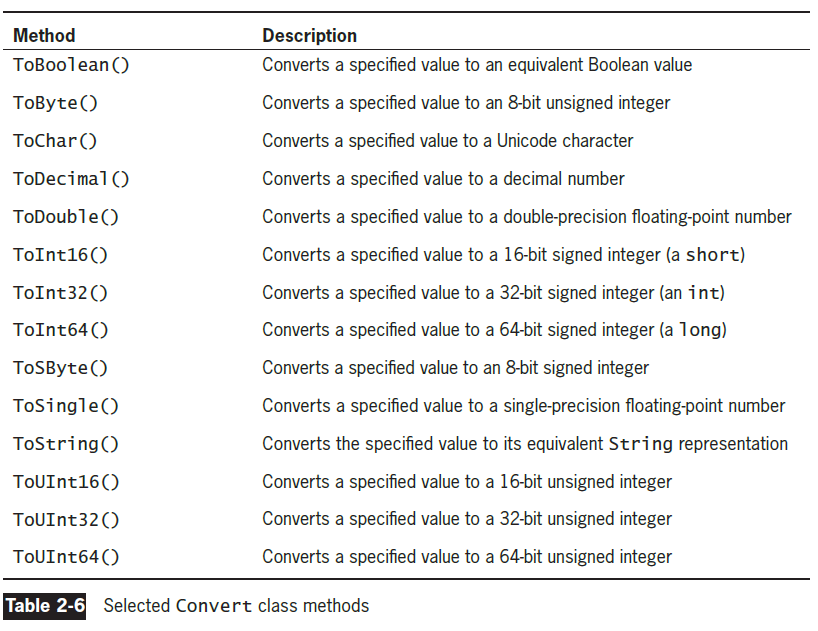 Method Description
ToBoolean() Converts a specified value to an equivalent Boolean value
ToByte() Converts a specified value to an 8-bit unsigned integer
ToChar() Converts a specified value to a Unicode character
ToDecimal() Converts a specified value to a decimal number
ToDouble() Converts a specified value to a double-precision floating-point number
ToInt16() Converts a specified value to a 16-bit signed integer (a short)
ToInt32() Converts a specified value to a 32-bit signed integer (an int)
ToInt64() Converts a specified value to a 64-bit signed integer (a long)
ToSByte() Converts a specified value to an 8-bit signed integer
ToSingle() Converts a specified value to a single-precision floating-point number
ToString() Converts the specified value to its equivalent String representation
ToUInt16() Converts a specified value to a 16-bit unsigned integer
ToUInt32() Converts a specified value to a 32-bit unsigned integer
ToUInt64() Converts a specified value to a 64-bit unsigned integer
Table 2-6 Selected Convert class methods